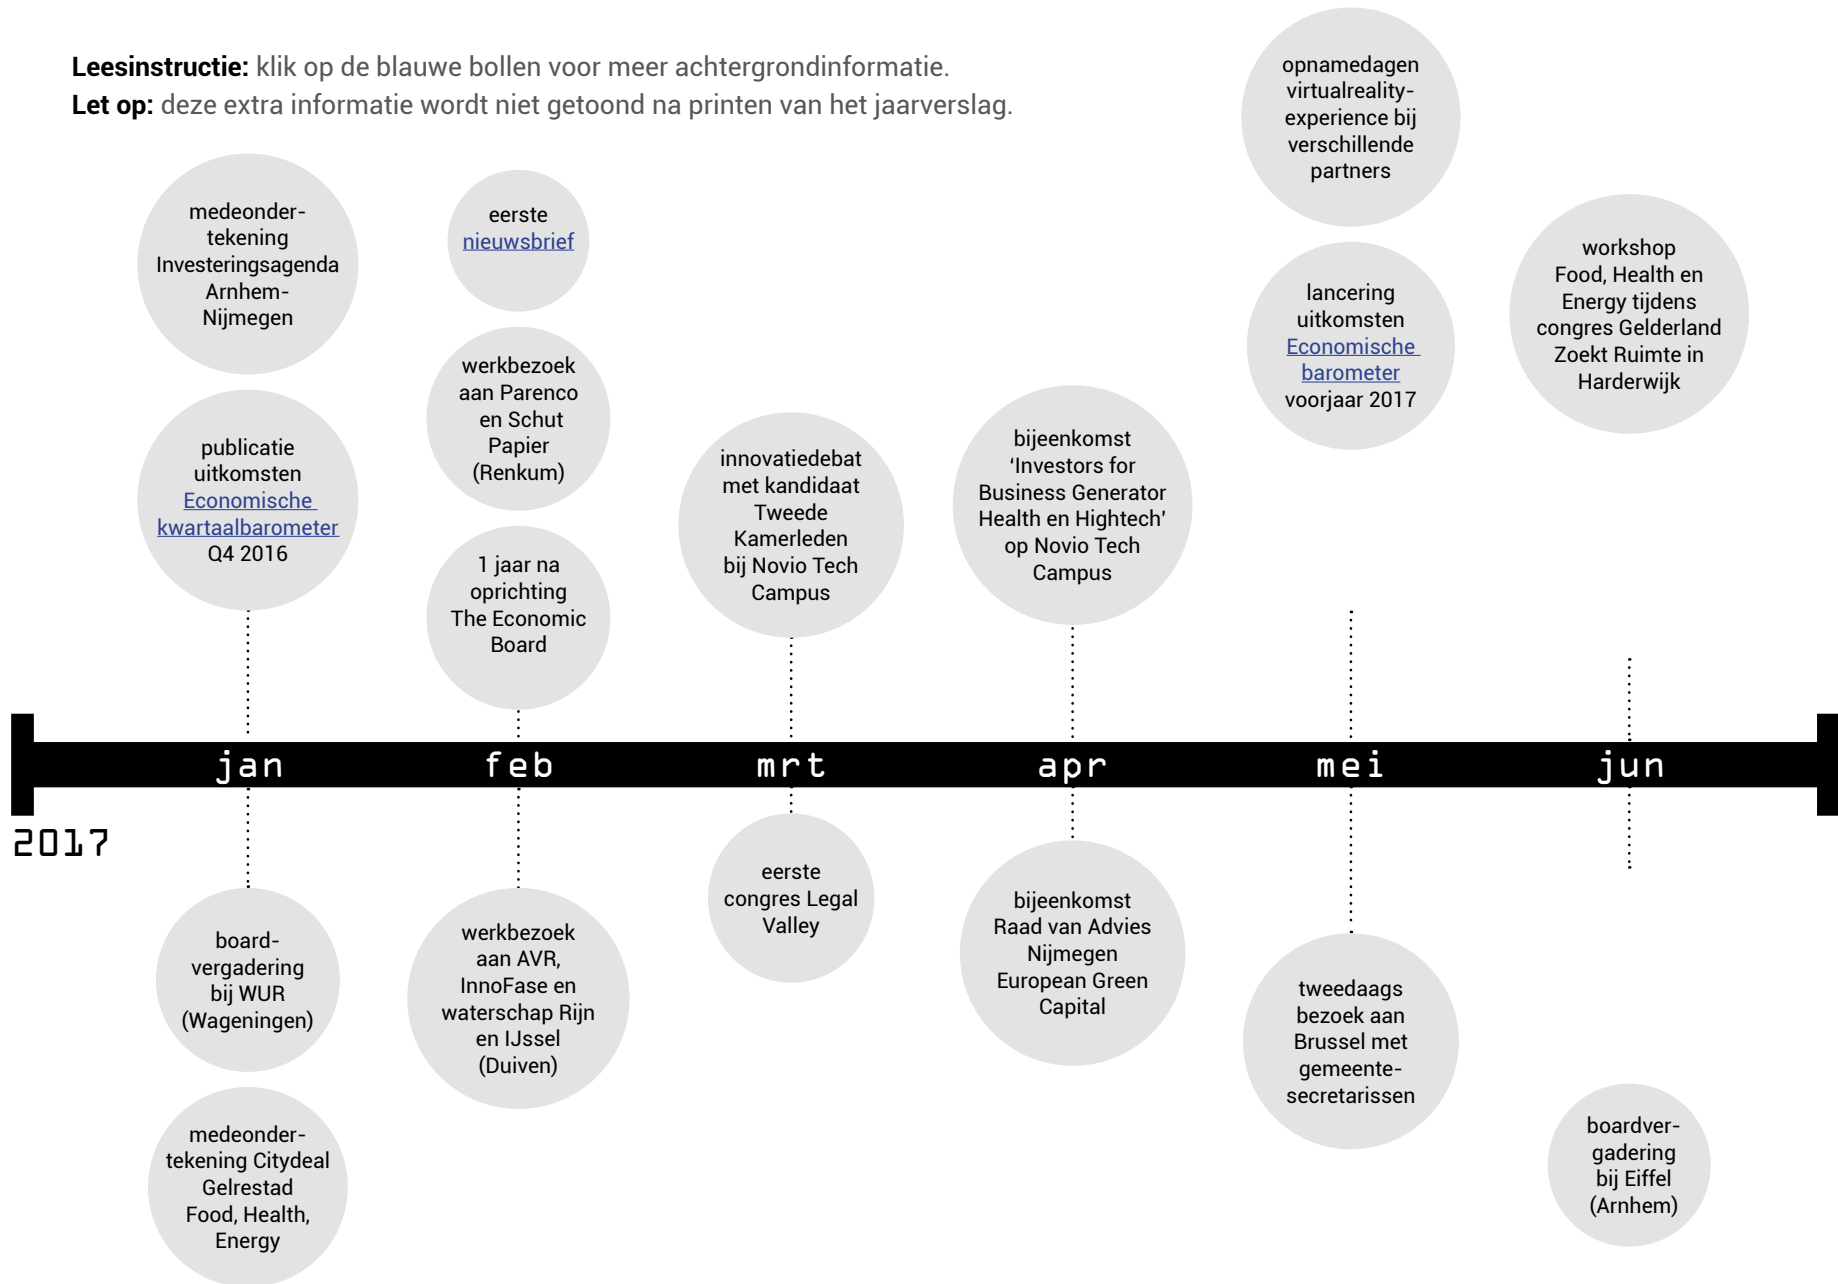 Leesinstructie: klik op de blauwe bollen voor meer achtergrondinformatie.
Let op: deze extra informatie wordt niet getoond na printen van het jaarverslag.
medeonder-
tekening
Investeringsagenda
Arnhem-
Nijmegen
publicatie
uitkomsten
Economische
kwartaalbarometer
Q4 2016
eerste
nieuwsbrief
werkbezoek
aan Parenco
en Schut
Papier
(Renkum)
1 jaar na
oprichting
The Economic
Board
innovatiedebat
met kandidaat
Tweede
Kamerleden
bij Novio Tech
Campus
bijeenkomst
‘Investors for
Business Generator
Health en Hightech’
op Novio Tech
Campus
opnamedagen
virtualreality-
experience bij
verschillende
partners
lancering
uitkomsten
Economische
barometer
voorjaar 2017
workshop
Food, Health en
Energy tijdens
congres Gelderland
Zoekt Ruimte in
Harderwijk
jan feb mrt apr mei jun
2017
board-
vergadering
bij WUR
(Wageningen)
medeonder-
tekening Citydeal
Gelrestad
Food, Health,
Energy
werkbezoek
aan AVR,
InnoFase en
waterschap Rijn
en IJssel
(Duiven)
eerste
congres Legal
Valley
bijeenkomst
Raad van Advies
Nijmegen
European Green
Capital
tweedaags
bezoek aan
Brussel met
gemeente-
secretarissen
boardver-
gadering
bij Eiffel
(Arnhem)